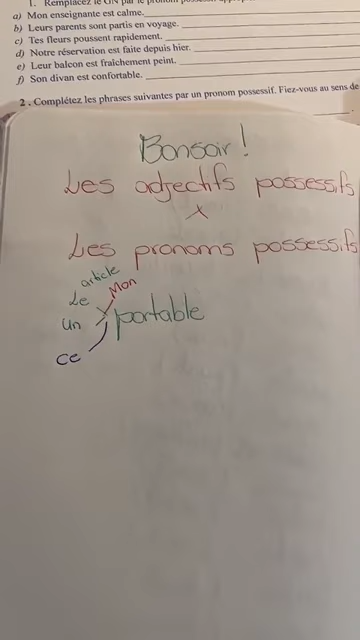 1. Remplacez le GN par le pronom
a) Mon enseignante est calme.
b) Leurs parents sont partis en voyage.
c) Tes fleurs poussent rapidement.
d) Notre réservation est faite depuis hier.
e) Leur balcon est fraîchement peint.
f) Son divan est confortable.
2. Complétez les phrases suivantes par un pronom possessif. Fiez-vous au sens de
Bonsoir !
Les adjectifs possessifs
x
Les pronoms possessifs
article
Le Mon
un portable
ce